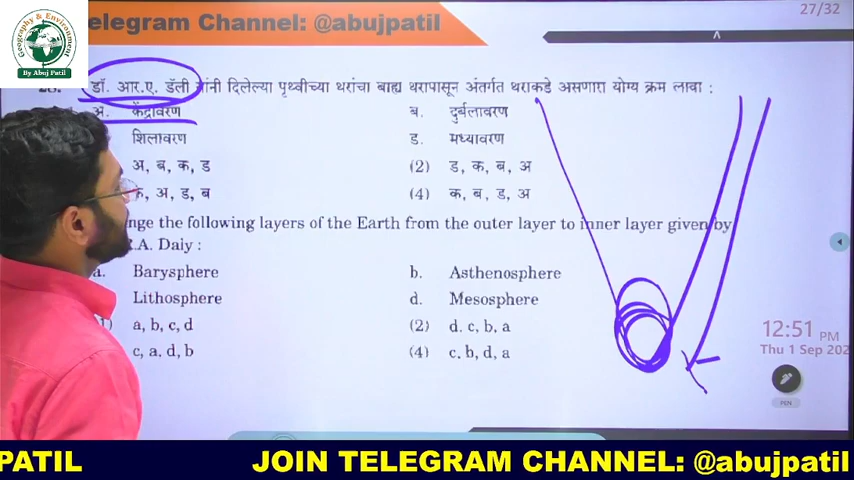 Geography & Environment
By Abuj Patil
elegram Channel: @abujpatil
27/32
डॉ. आर.ए. डॅली यांनी दिलेल्या पृथ्वीच्या थरांचा बाह्य थरापासून अंतर्गत थराकडे असणारा योग्य क्रम लावा :
अ. केंद्रावरण ब. दुर्बलावरण
शिलावरण ड. मध्यावरण
अ, ब, क, ड (2) ड, क, ब, अ
क, अ, ड, ब (4) क, ब, ड, अ
nge the following layers of the Earth from the outer layer to inner layer given by
.A. Daly :
a. Barysphere b. Asthenosphere
Lithosphere d. Mesosphere
a, b, c, d (2) d. c, b, a
c, a. d, b (4) c. b, d, a
12:51 PM
Thu 1 Sep 202
PEN
PATIL JOIN TELEGRAM CHANNEL: @abujpatil